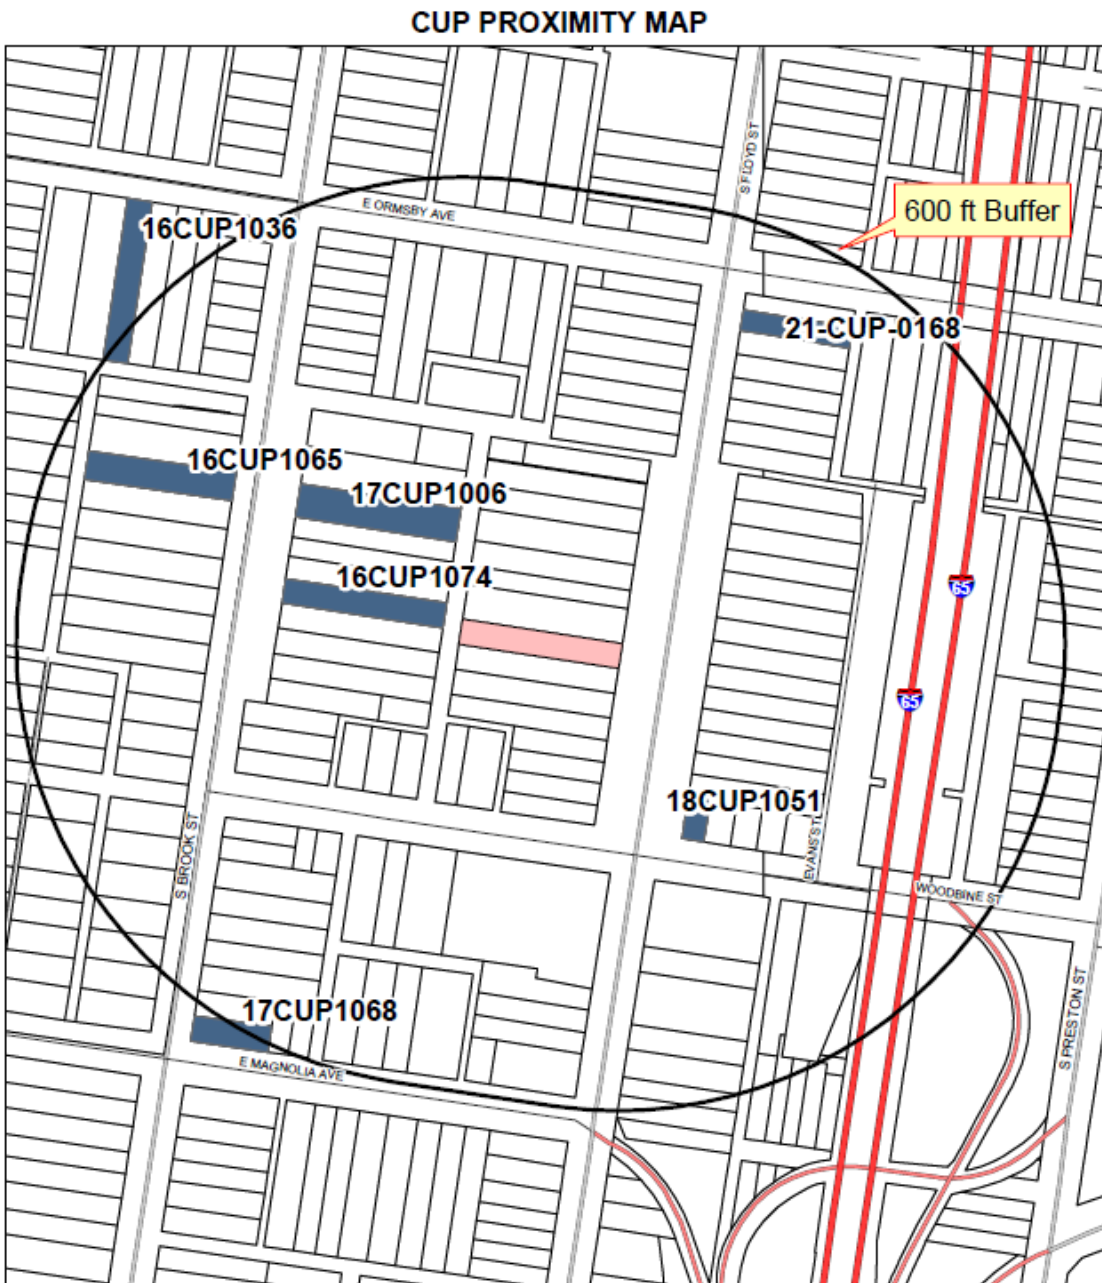 CUP PROXIMITY MAP
S FLOYD ST
E ORMSBY AVE
600 ft Buffer
16CUP1036
21-CUP-0168
16CUP1065
17CUP1006
16CUP1074
65
65
18CUP1051
EVANS ST
S BROOK ST
WOODBINE ST
17CUP1068
S PRESTON ST
E MAGNOLIA AVE